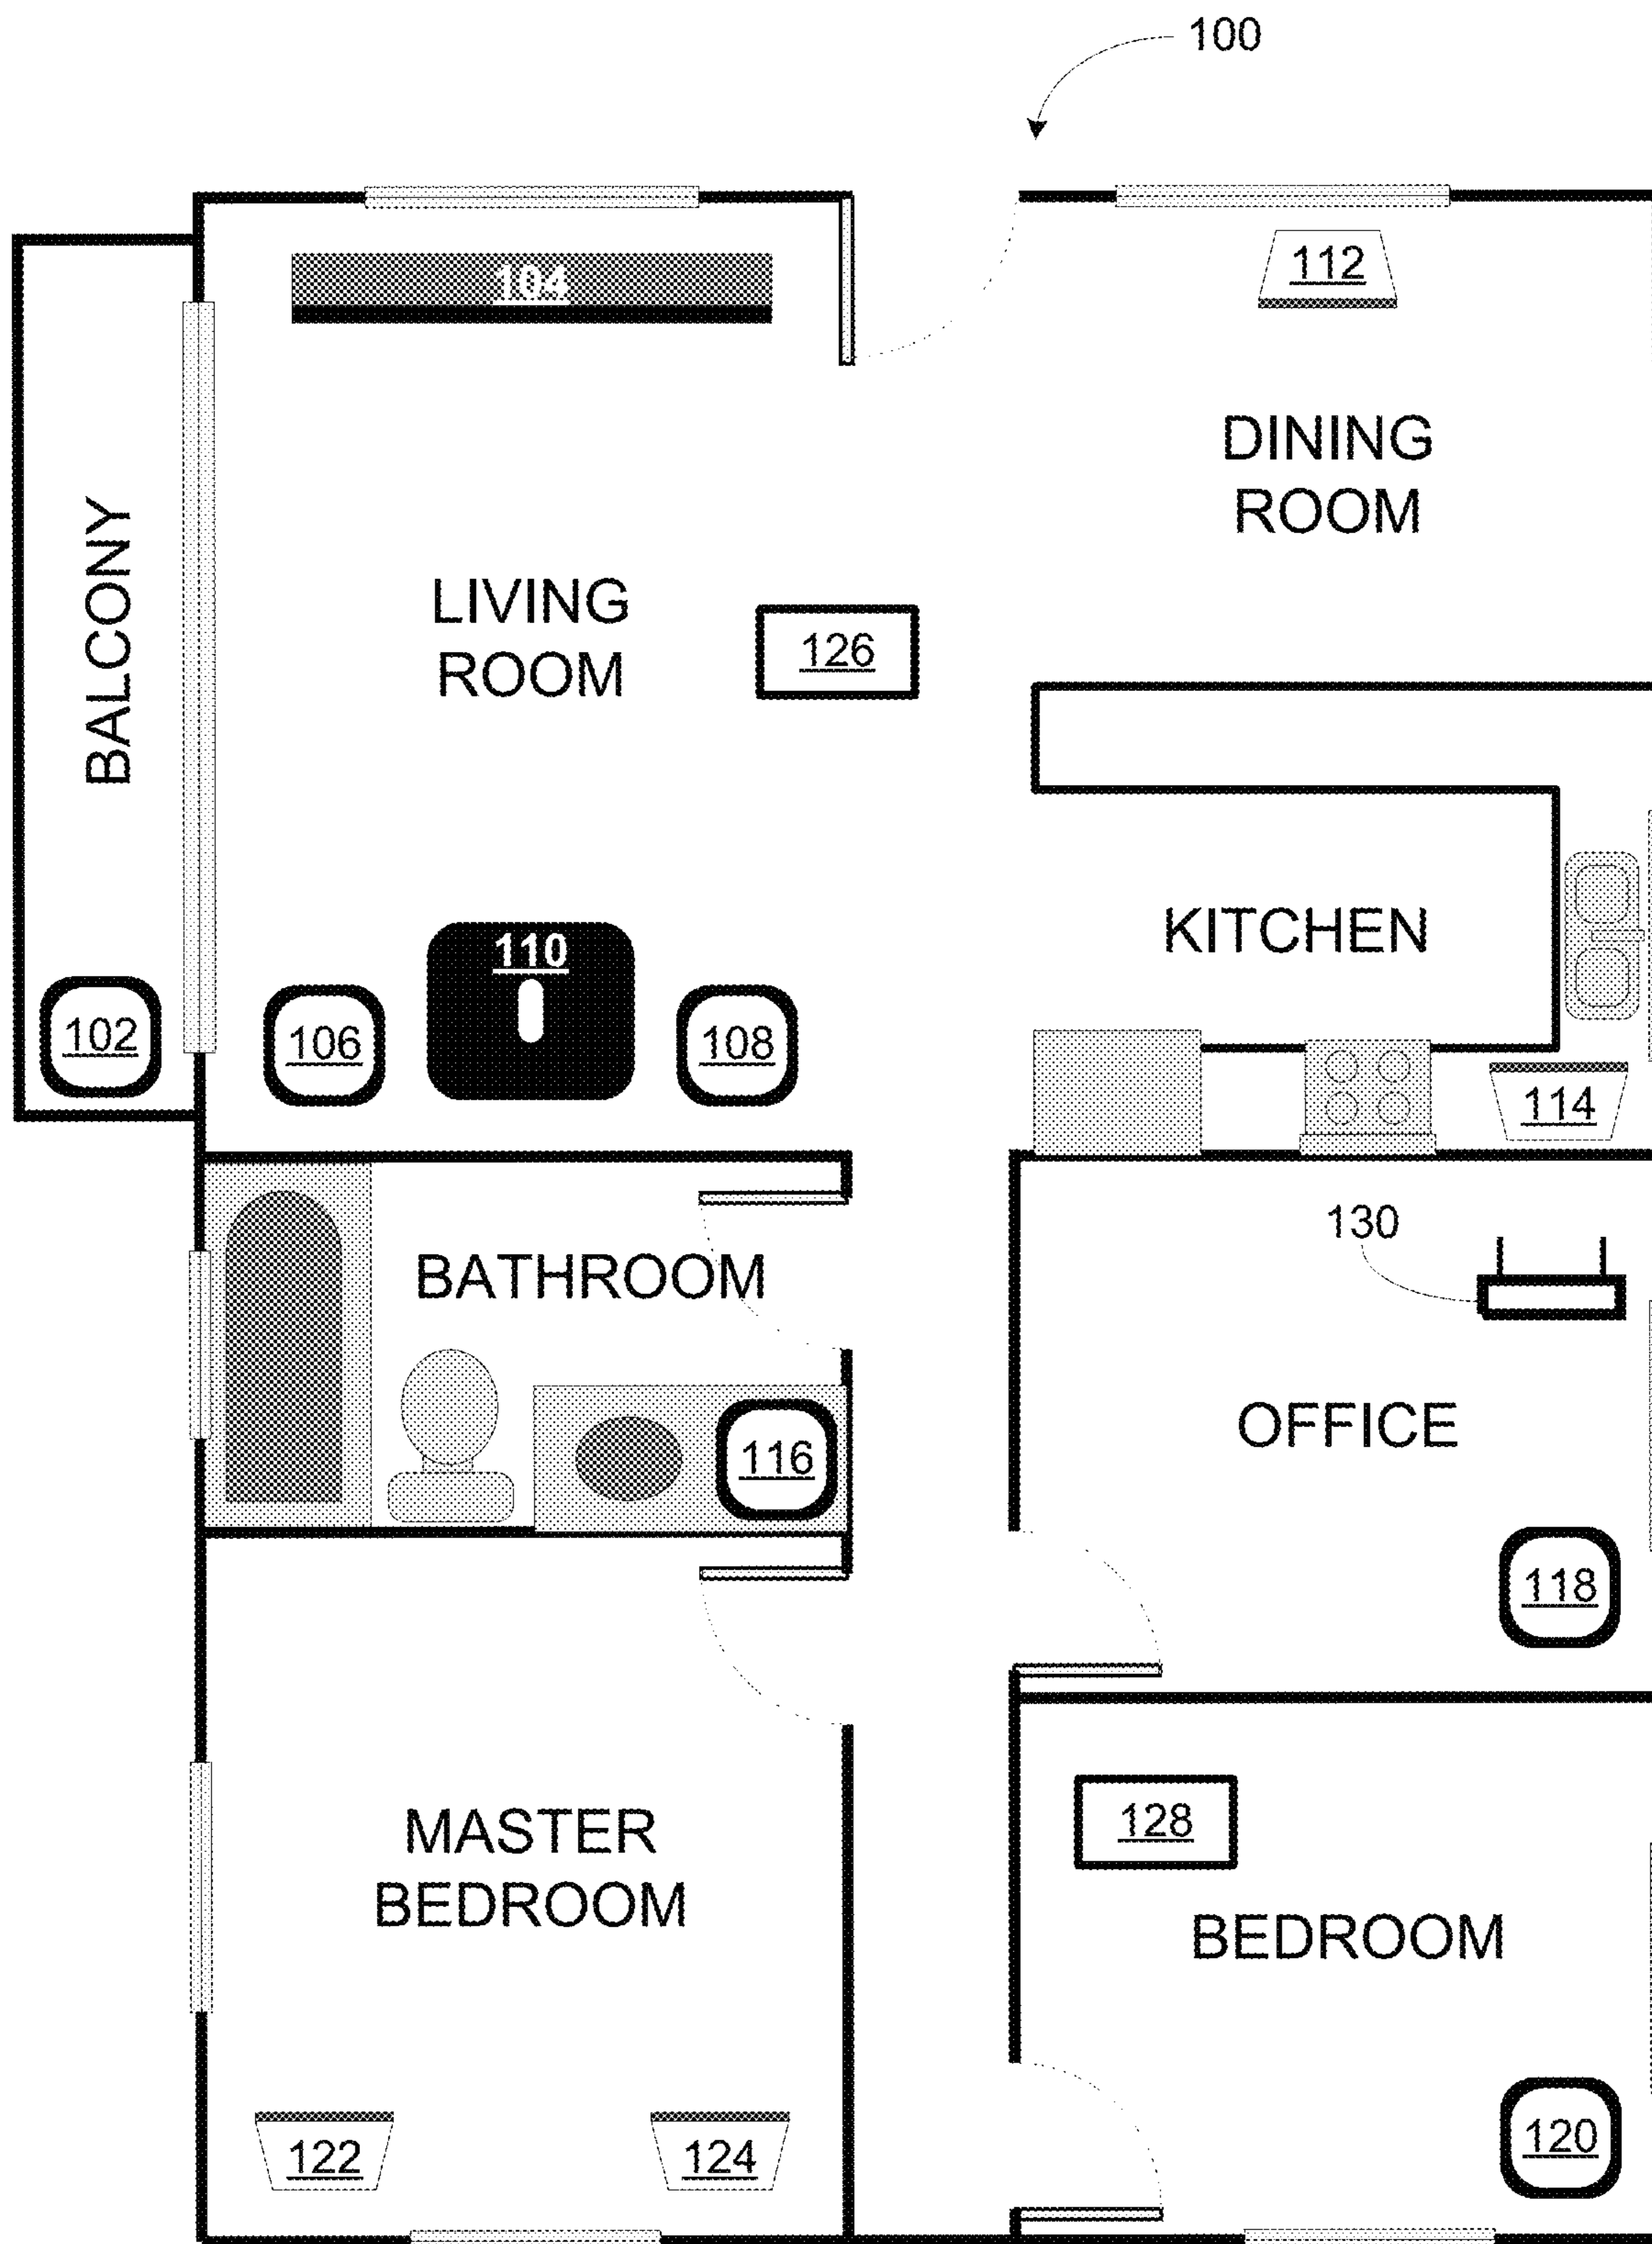 100
104
112
DINING
ROOM
BALCONY
LIVING
ROOM
126
KITCHEN
110
102
106
108
114
130
BATHROOM
OFFICE
116
118
MASTER
BEDROOM
128
BEDROOM
122
124
120